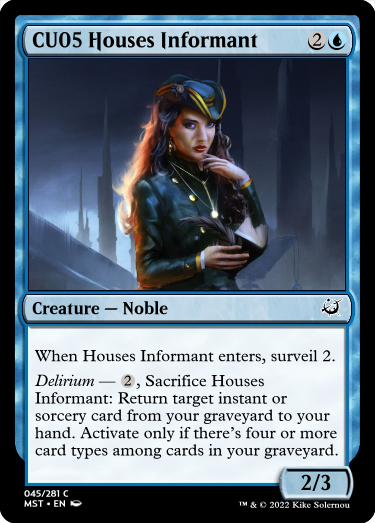 CU05 Houses Informant 2
Creature — Noble
When Houses Informant enters, surveil 2.
Delirium — 2, Sacrifice Houses
Informant: Return target instant or
sorcery card from your graveyard to your
hand. Activate only if there's four or more
card types among cards in your graveyard.
2/3
045/281 C
MST • EN
™ & © 2022 Kike Solernou